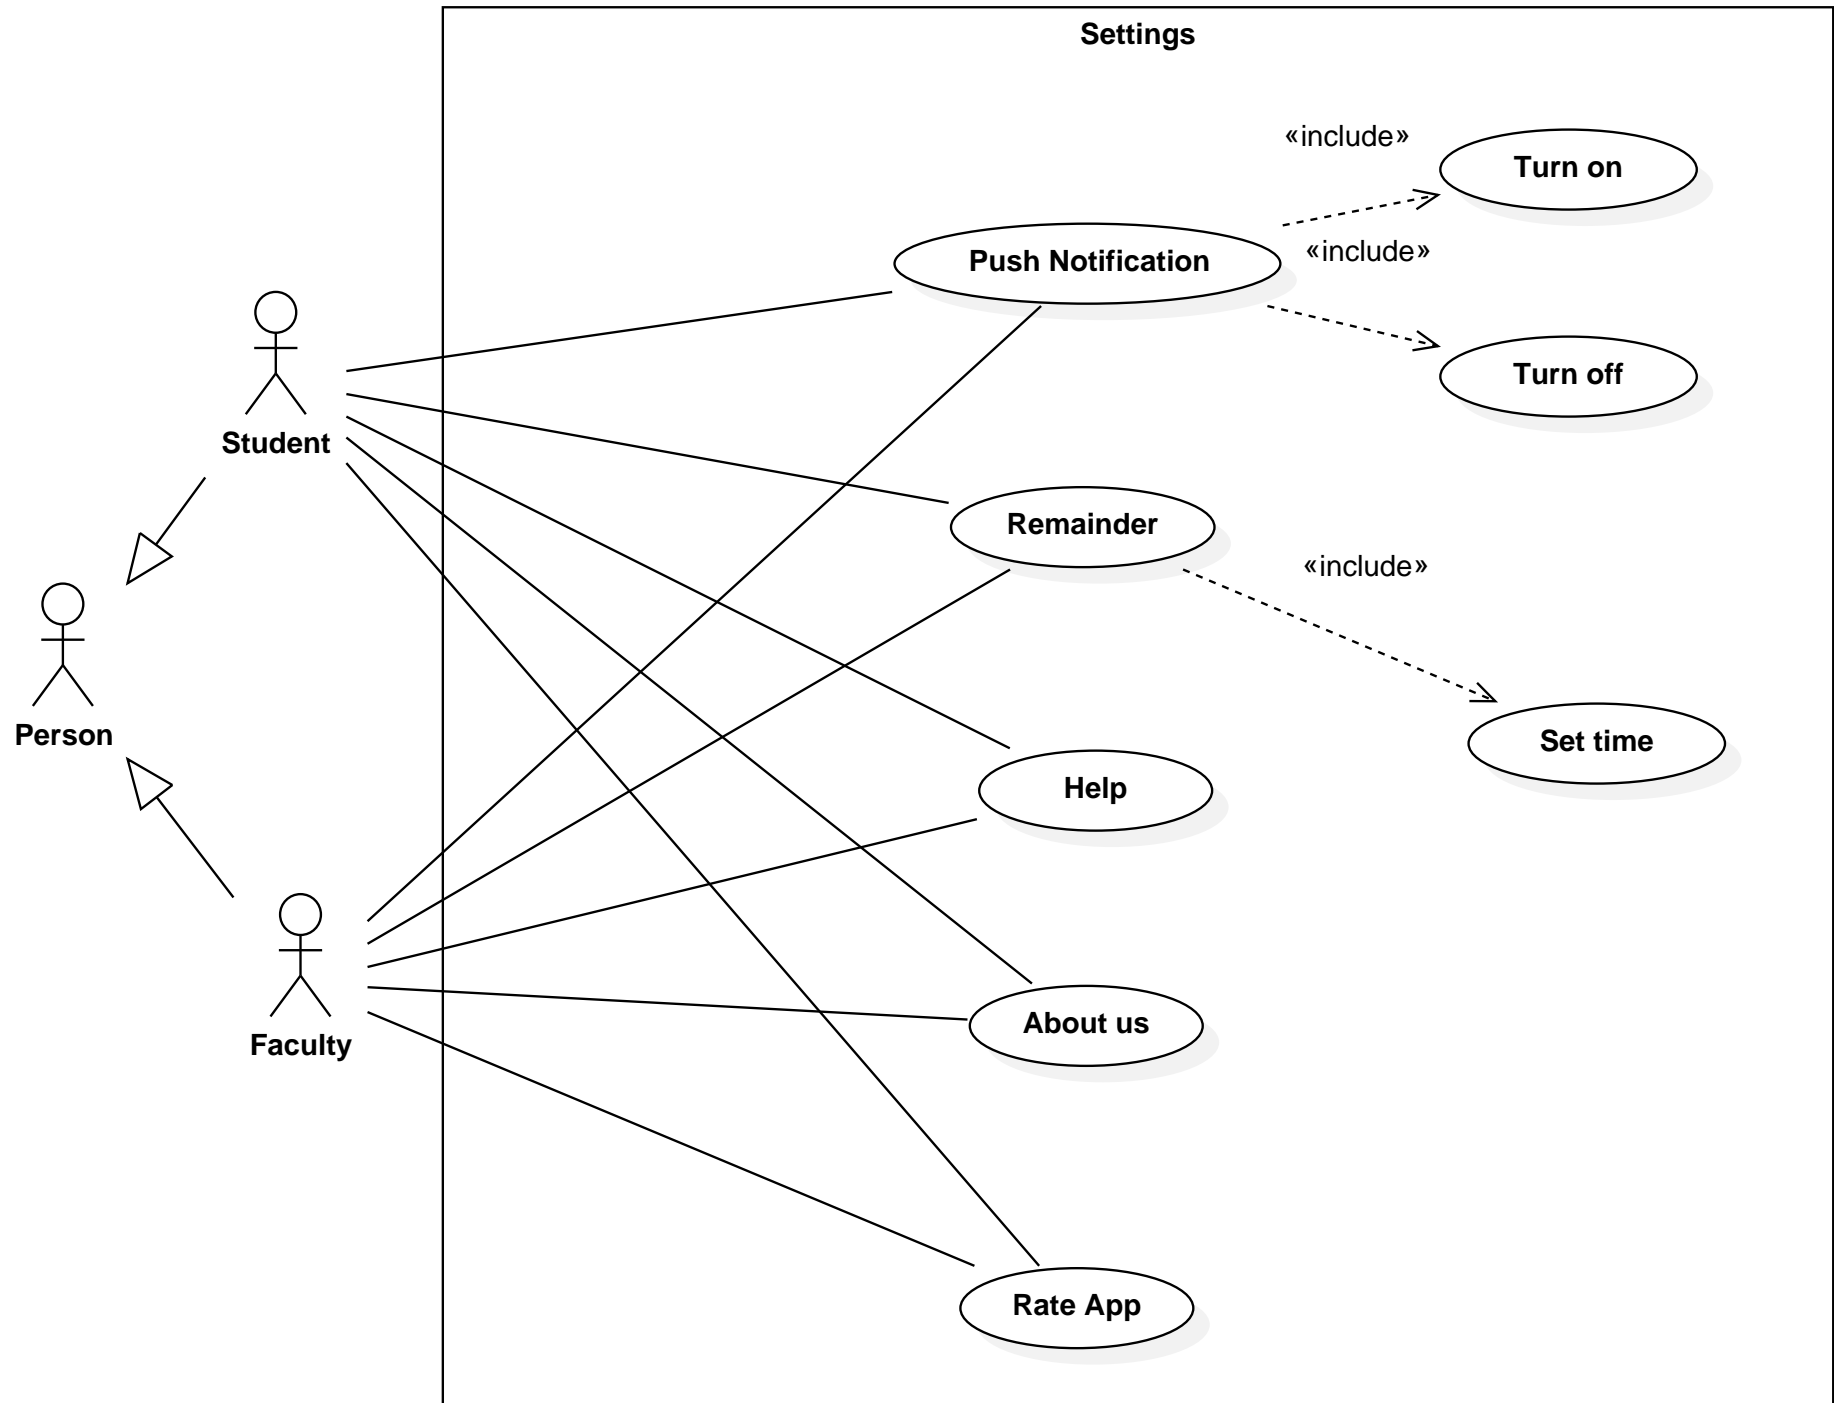 Settings
«include»
Turn on
Push Notification
«include»
Turn off
Student
Remainder
«include»
Person
Set time
Help
About us
Faculty
Rate App